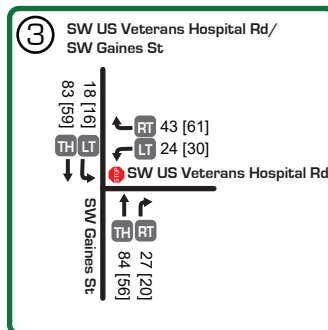 3
SW US Veterans Hospital Rd/
SW Gaines St
83 [59]
18 [16]
TH
LT
RT 43 [61]
LT 24 [30]
STOP
SW US Veterans Hospital Rd
SW Gaines St
TH
RT
84 [56]
27 [20]